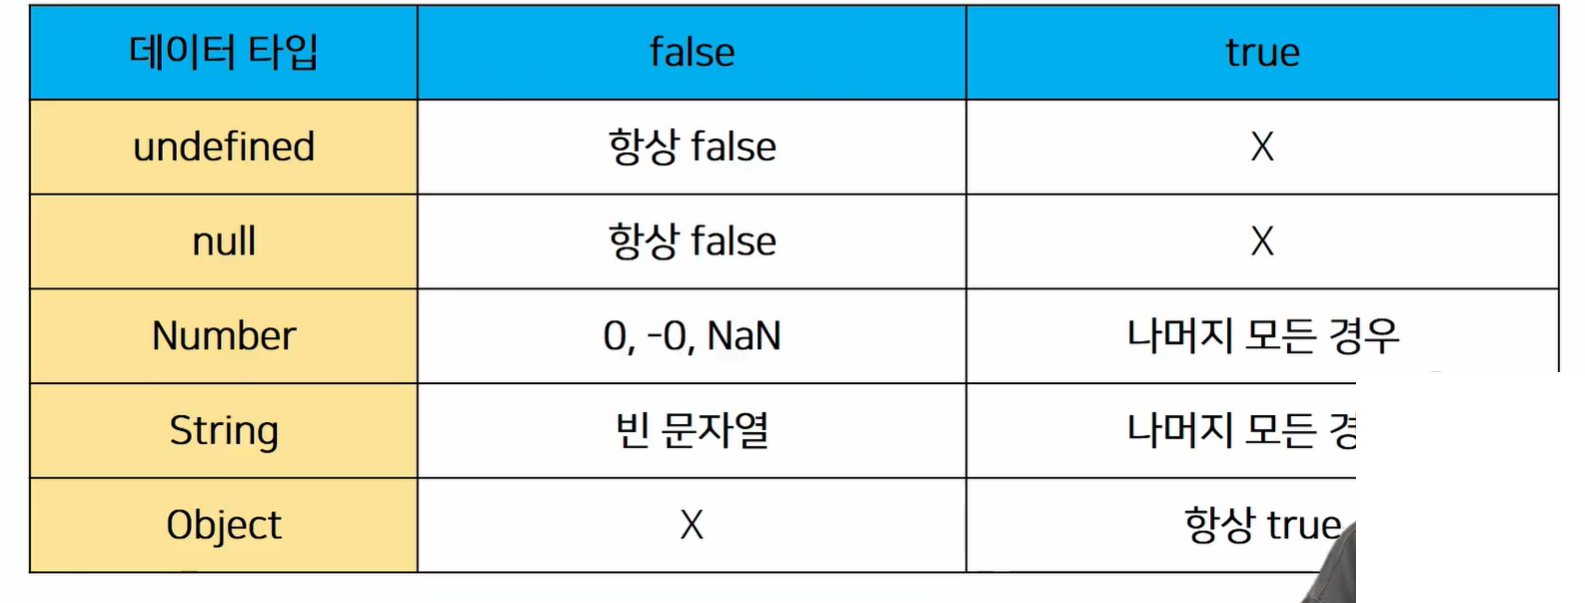 데이터 타입 false true
undefined 항상 false X
null 항상 false X
Number 0, -0, NaN 나머지 모든 경우
String 빈 문자열 나머지 모든
Object X 항상 true